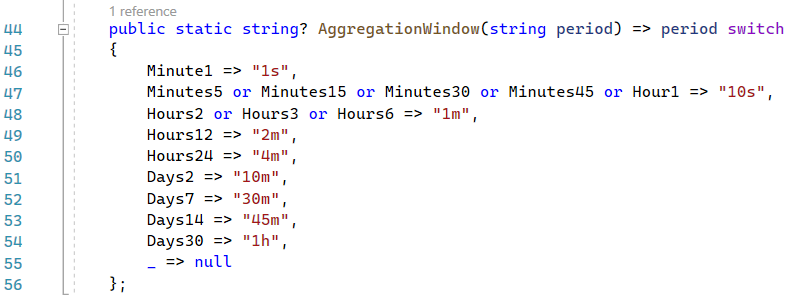 1 reference
44 public static string? AggregationWindow(string period) => period switch
45 {
46 Minute1 => "1s",
47 Minutes5 or Minutes15 or Minutes30 or Minutes45 or Hour1 => "10s",
48 Hours2 or Hours3 or Hours6 => "1m",
49 Hours12 => "2m",
50 Hours24 => "4m",
51 Days2 => "10m",
52 Days7 => "30m",
53 Days14 => "45m",
54 Days30 => "1h",
55 _ => null
56 };